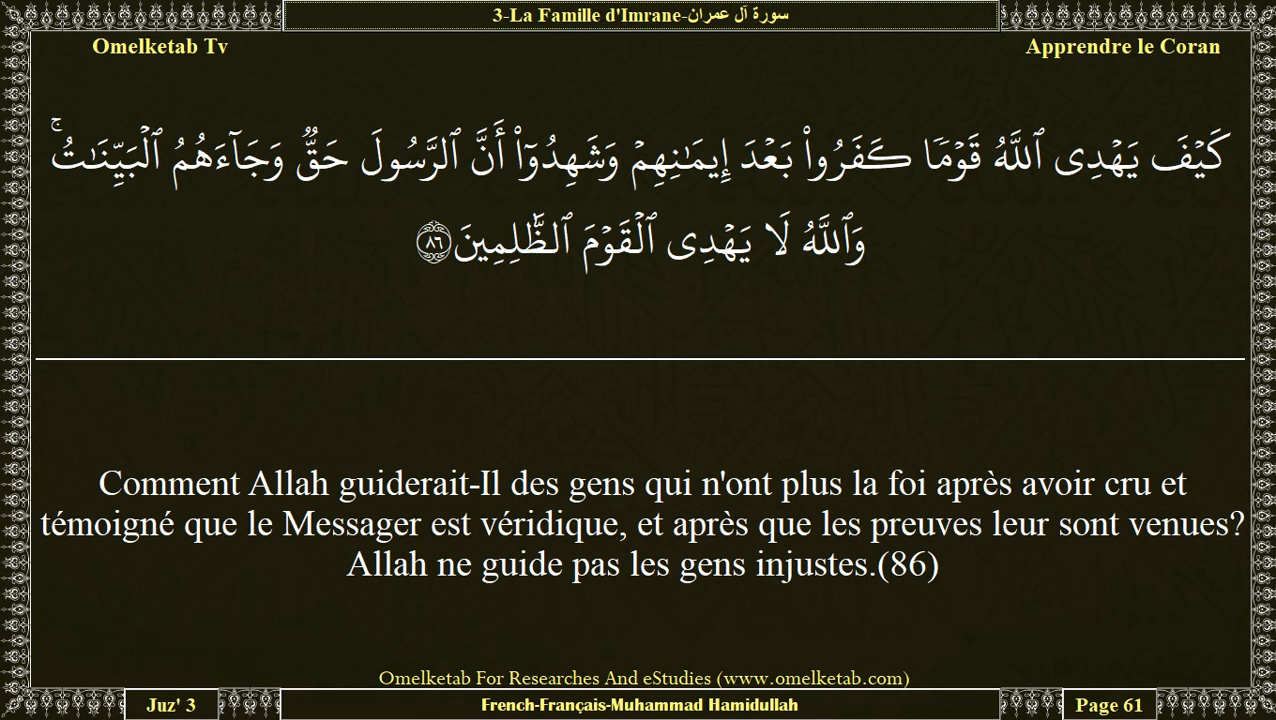 3-La Famille d'Imrane-سورة آل عمران
Omelketab Tv
Apprendre le Coran
كَيْفَ يَهْدِى ٱللَّهُ قَوْمًا كَفَرُوا۟ بَعْدَ إِيمَـٰنِهِمْ وَشَهِدُوٓا۟ أَنَّ ٱلرَّسُولَ حَقٌّ وَجَآءَهُمُ ٱلْبَيِّنَـٰتُ ۚ
وَٱللَّهُ لَا يَهْدِى ٱلْقَوْمَ ٱلظَّـٰلِمِينَ ٨٦
Comment Allah guiderait-Il des gens qui n'ont plus la foi après avoir cru et
témoigné que le Messager est véridique, et après que les preuves leur sont venues?
Allah ne guide pas les gens injustes.(86)
Omelketab For Researches And eStudies (www.omelketab.com)
Juz' 3
French-Français-Muhammad Hamidullah
Page 61